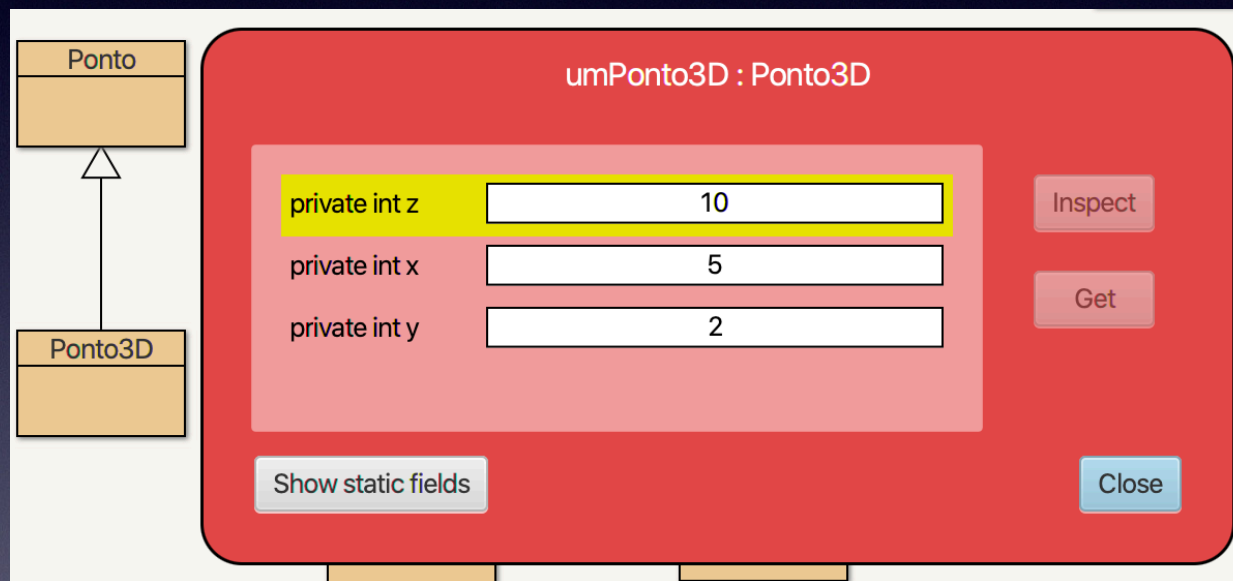 Ponto
umPonto3D : Ponto3D
private int z 10
Inspect
private int x 5
Get
private int y 2
Ponto3D
Show static fields
Close